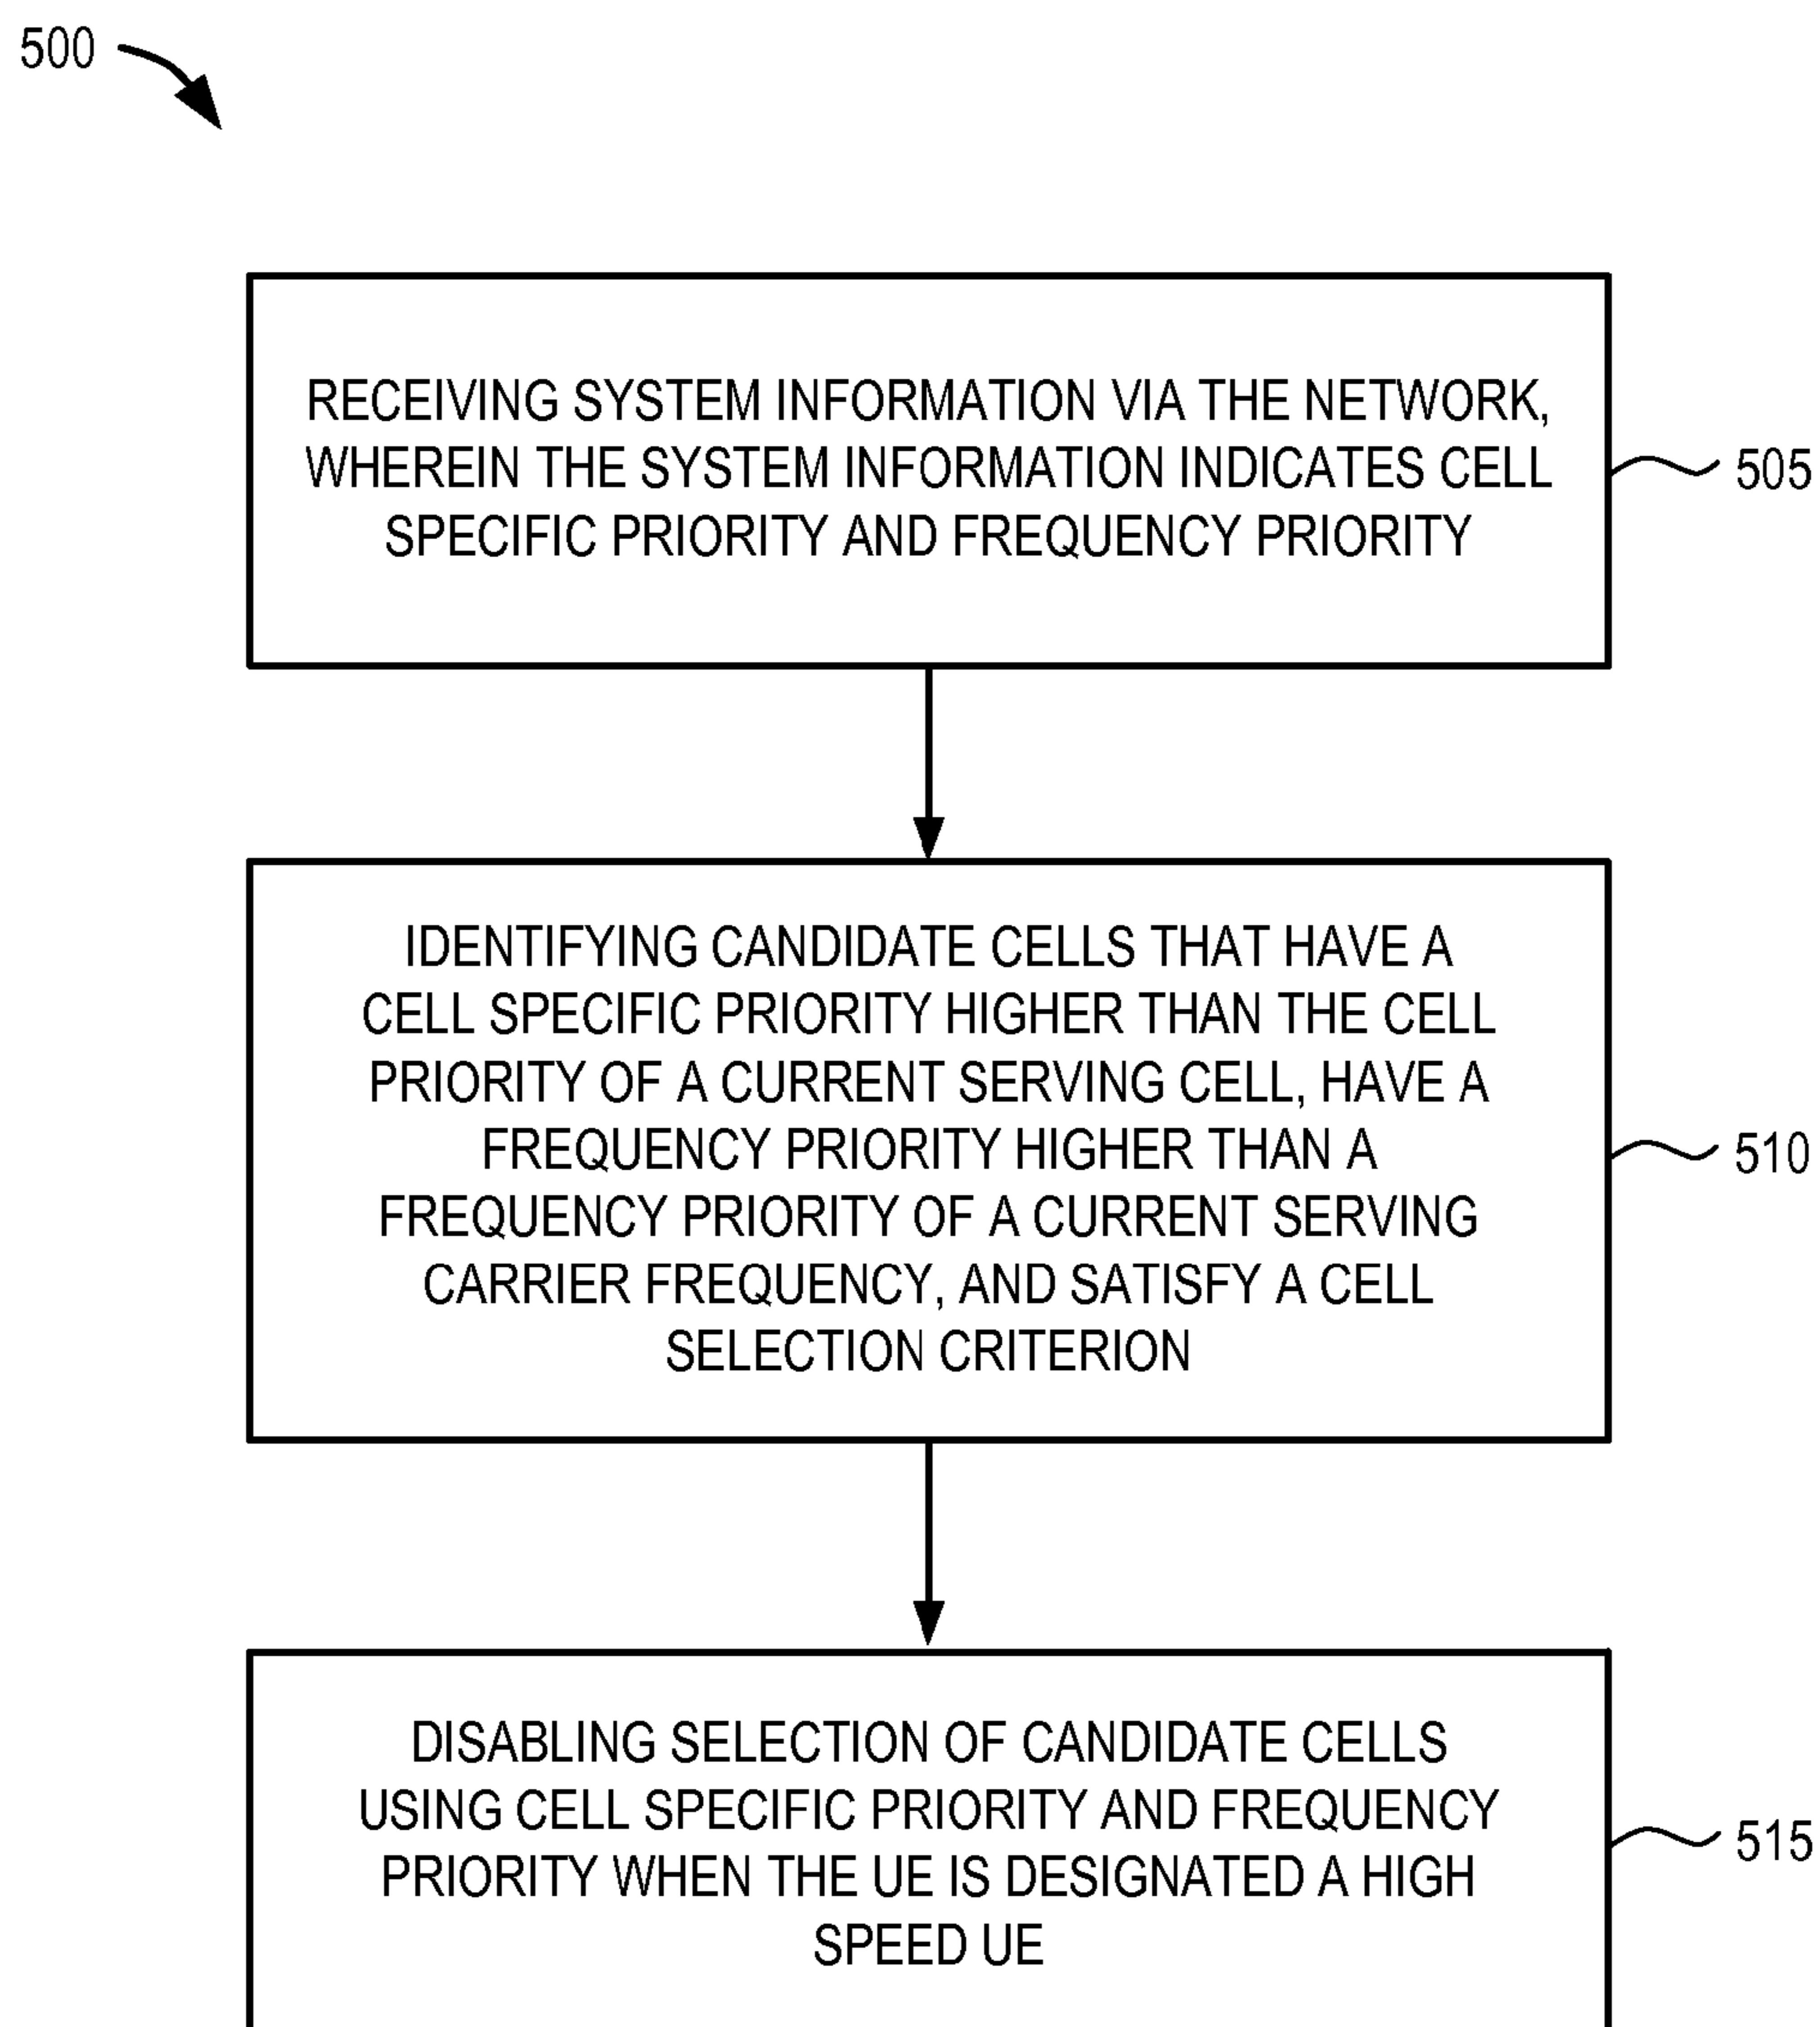 500
RECEIVING SYSTEM INFORMATION VIA THE NETWORK,
WHEREIN THE SYSTEM INFORMATION INDICATES CELL
SPECIFIC PRIORITY AND FREQUENCY PRIORITY
505
IDENTIFYING CANDIDATE CELLS THAT HAVE A
CELL SPECIFIC PRIORITY HIGHER THAN THE CELL
PRIORITY OF A CURRENT SERVING CELL, HAVE A
FREQUENCY PRIORITY HIGHER THAN A
FREQUENCY PRIORITY OF A CURRENT SERVING
CARRIER FREQUENCY, AND SATISFY A CELL
SELECTION CRITERION
510
DISABLING SELECTION OF CANDIDATE CELLS
USING CELL SPECIFIC PRIORITY AND FREQUENCY
PRIORITY WHEN THE UE IS DESIGNATED A HIGH
SPEED UE
515